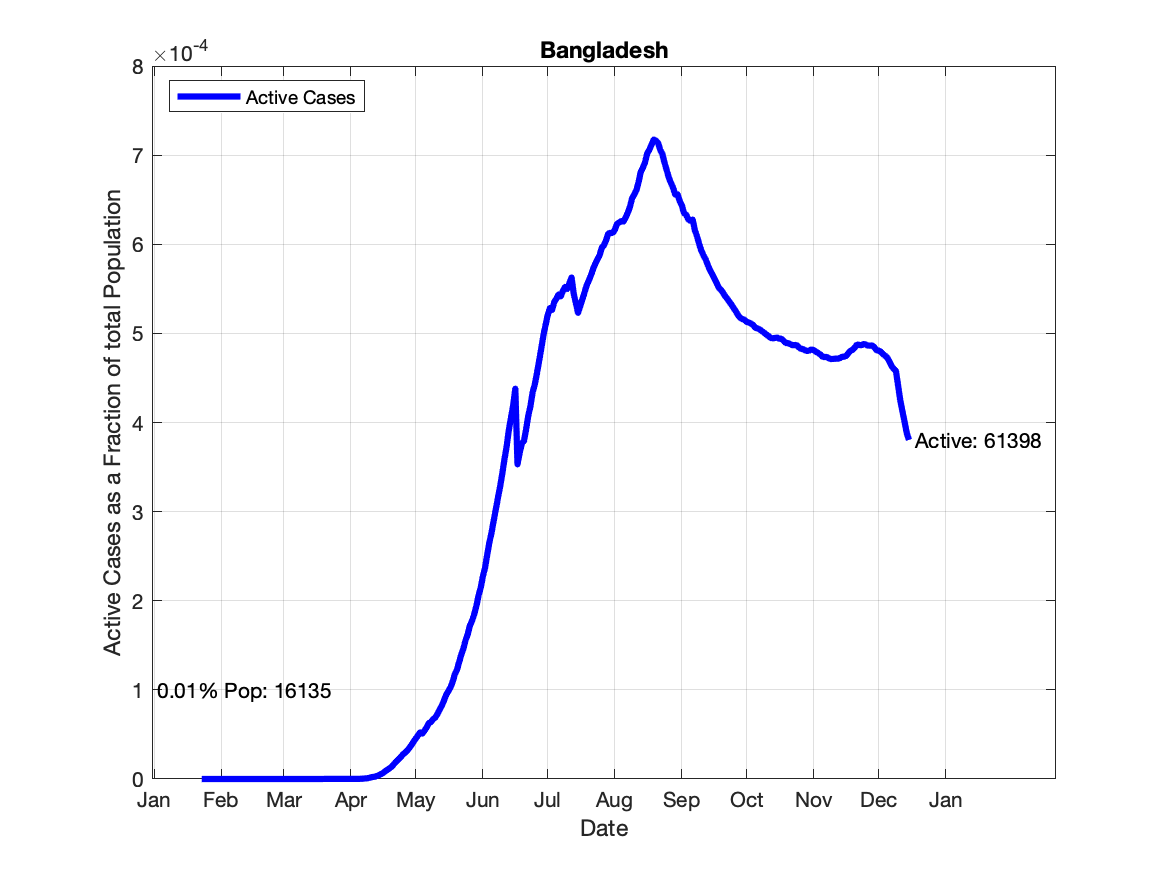 Bangladesh
×10-4
Active Cases
8
7
6
5
4
3
2
1
0
Active Cases as a Fraction of total Population
0.01% Pop: 16135
Active: 61398
Jan Feb Mar Apr May Jun Jul Aug Sep Oct Nov Dec Jan
Date